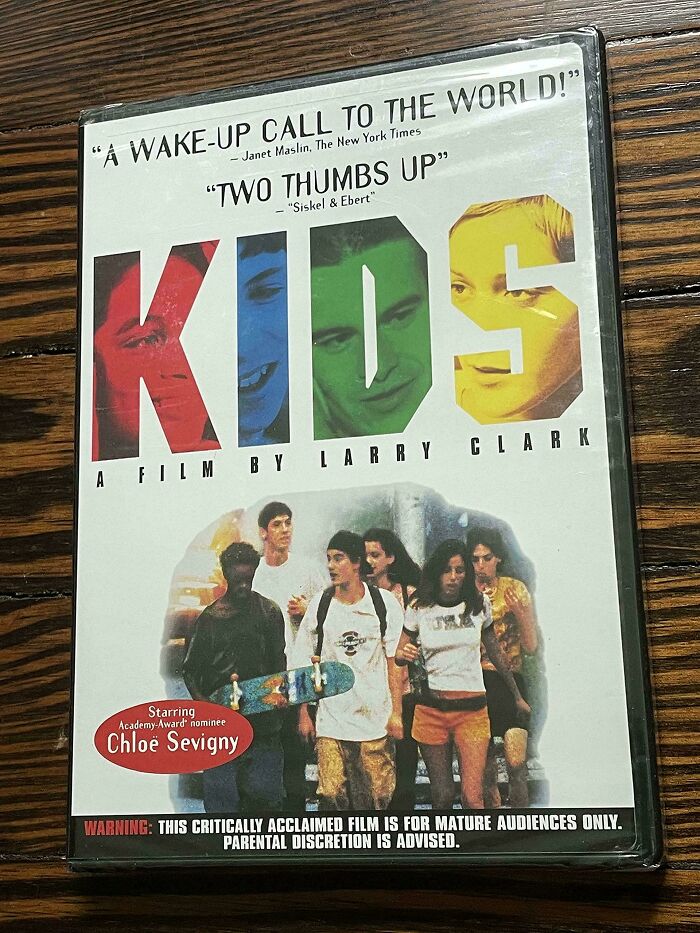 “A WAKE-UP CALL TO THE WORLD!”
– Janet Maslin, The New York Times
“TWO THUMBS UP”
– “Siskel & Ebert”
KIDS
A FILM BY LARRY CLARK
Starring
Academy-Award® nominee
Chloë Sevigny
WARNING: THIS CRITICALLY ACCLAIMED FILM IS FOR MATURE AUDIENCES ONLY.
PARENTAL DISCRETION IS ADVISED.